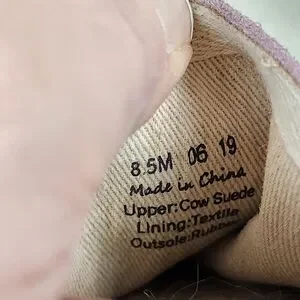 8.5M 06 19
Made in China
Upper:Cow Suede
Lining:Textile
Outsole:Rubber